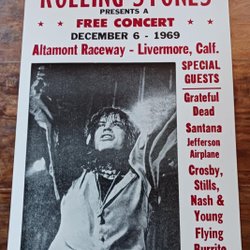 ROLLING STONES
PRESENTS A
FREE CONCERT
DECEMBER 6 - 1969
Altamont Raceway - Livermore, Calf.
SPECIAL
GUESTS
Grateful
Dead
Santana
Jefferson
Airplane
Crosby,
Stills,
Nash &
Young
Flying
Burrito